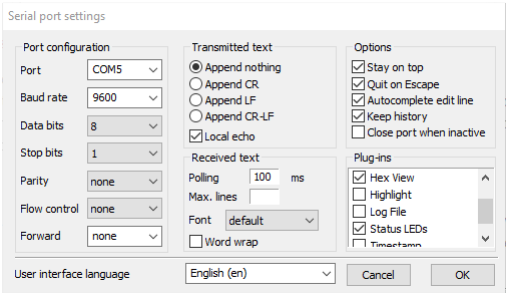 Serial port settings
Port configuration
Port COM5
Baud rate 9600
Data bits 8
Stop bits 1
Parity none
Flow control none
Forward none
Transmitted text
Append nothing
Append CR
Append LF
Append CR-LF
Local echo
Received text
Polling 100 ms
Max. lines
Font default
Word wrap
Options
Stay on top
Quit on Escape
Autocomplete edit line
Keep history
Close port when inactive
Plug-ins
Hex View
Highlight
Log File
Status LEDs
Timestamp
User interface language English (en) Cancel OK